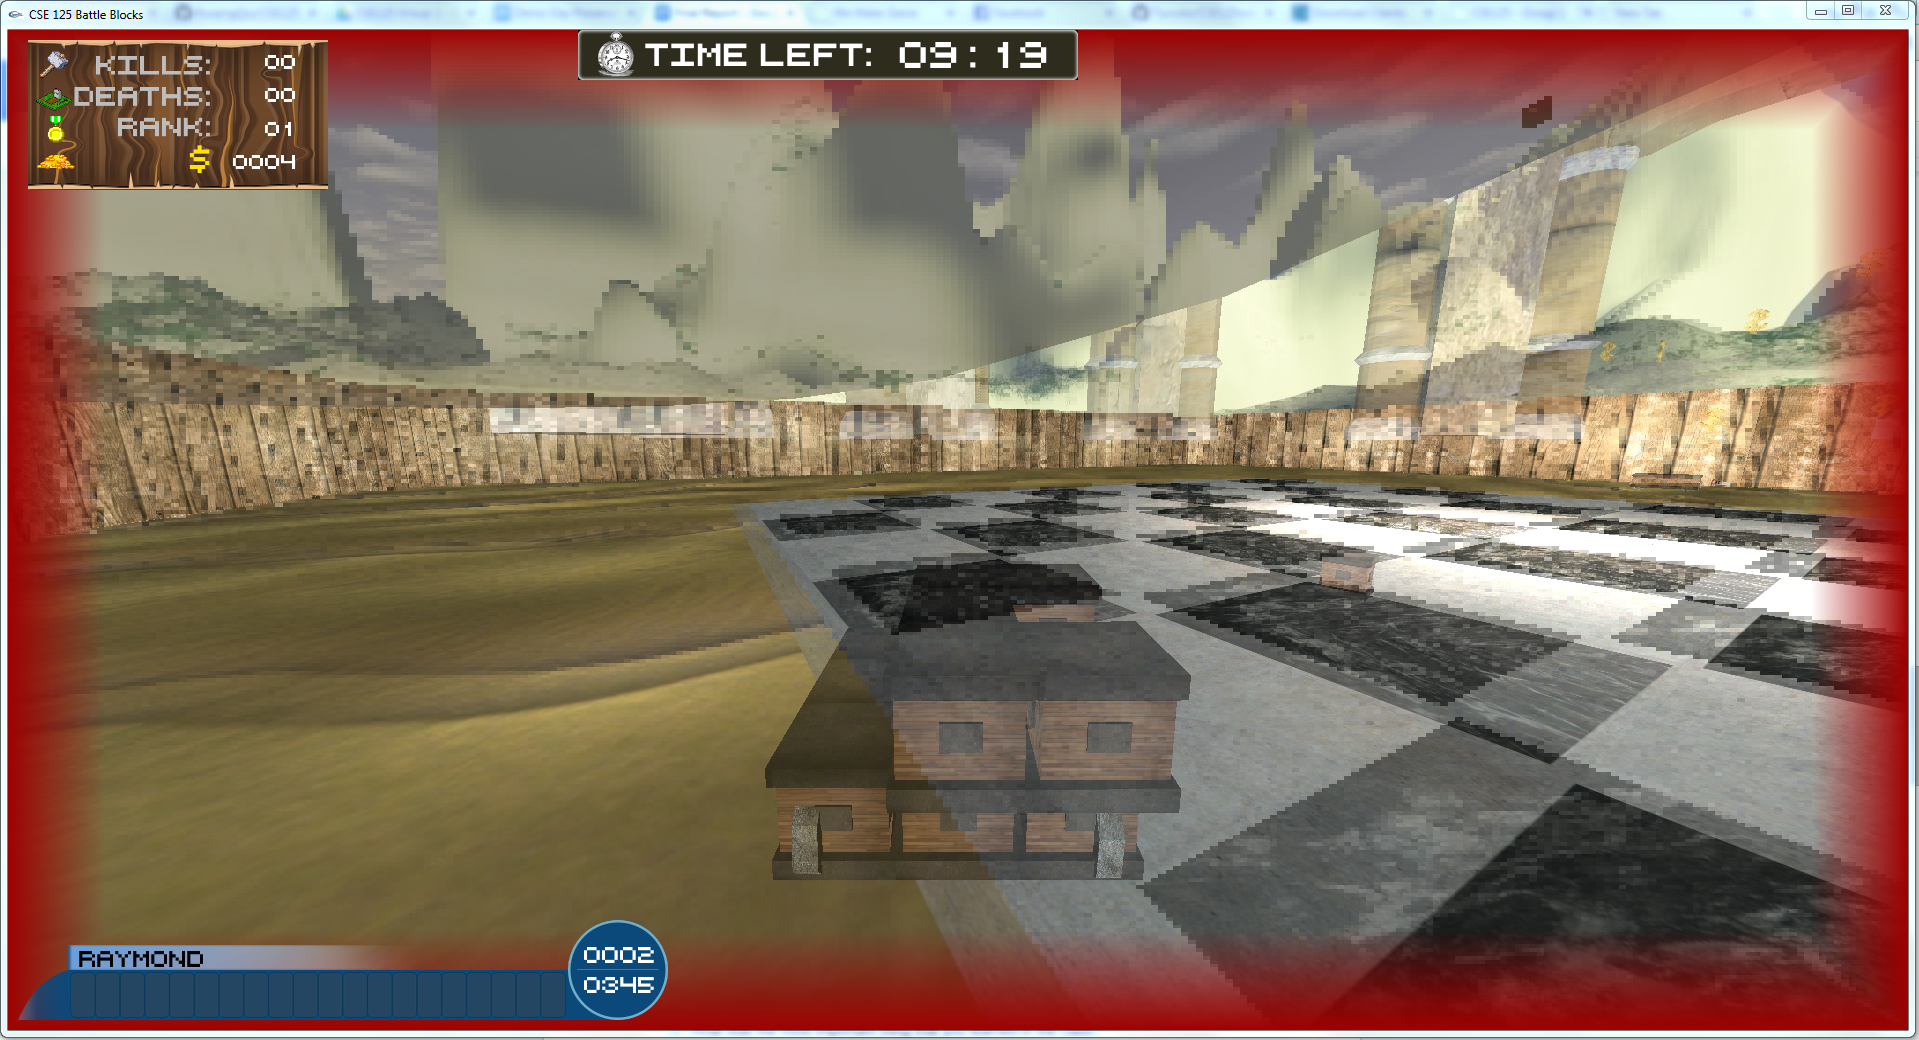 CSE 125 Battle Blocks
KILLS: 00
DEATHS: 00
RANK: 01
$ 0004
TIME LEFT: 09:19
RAYMOND
0002
0345